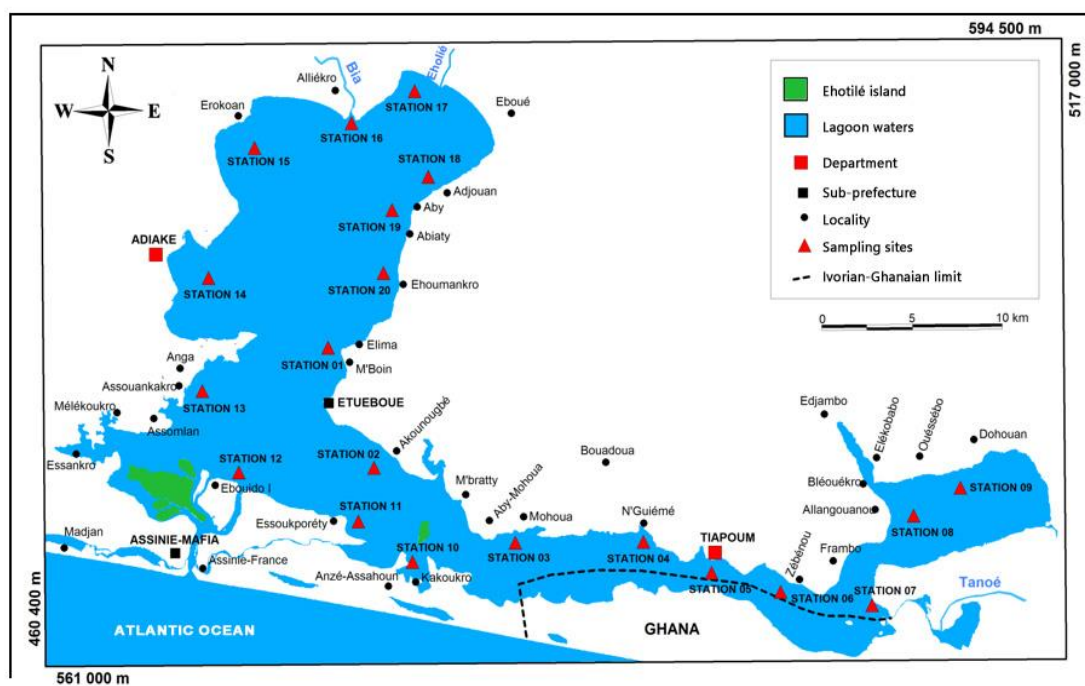 594 500 m
517 000 m
N
W
E
S
Alliékro
Bia
Eholié
STATION 17
Erokoan
STATION 16
Eboué
STATION 15
STATION 18
Adjouan
Aby
STATION 19
Abiaty
ADIAKE
STATION 14
STATION 20
Ehoumankro
Elima
STATION 01
M'Boin
Anga
Assouankakro
STATION 13
ETUEBOUE
Mélékoukro
Assomlan
Akounougbé
Essankro
STATION 12
STATION 02
Ebouido I
M'bratty
Aby-Mohoua
Bouadoua
Edjambo
Elékobabo
Ouéssébo
Dohouan
Bléouékro
STATION 09
Allangouanou
STATION 08
STATION 11
Essoukporéty
Mohoua
N'Guiémé
Madjan
ASSINIE-MAFIA
Assinie-France
STATION 10
STATION 03
STATION 04
TIAPOUM
Zébénou
Frambo
Anzé-Assahoun
Kakoukro
STATION 05
STATION 06
STATION 07
Tanoé
GHANA
ATLANTIC OCEAN
460 400 m
561 000 m
Ehotilé island
Lagoon waters
Department
Sub-prefecture
Locality
Sampling sites
Ivorian-Ghanaian limit
0 5 10 km